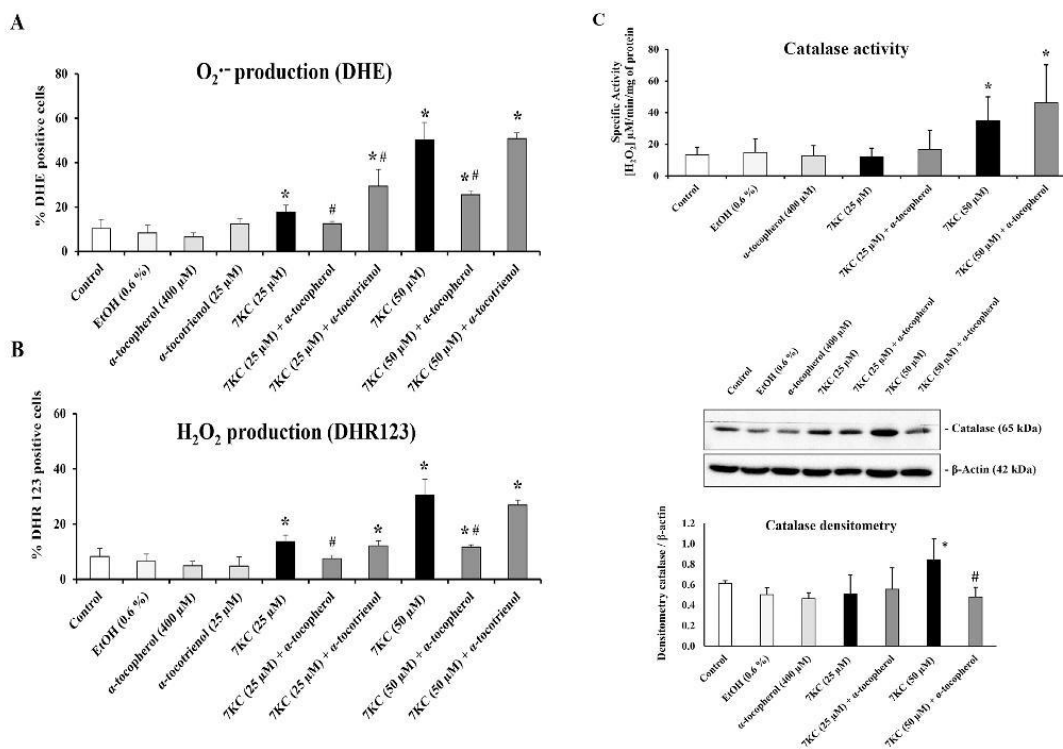 A
O₂•- production (DHE)
% DHE positive cells
80
60
40
20
0
* # * # * * # *
Control
EtOH (0.6 %)
α-tocopherol (400 µM)
α-tocotrienol (25 µM)
7KC (25 µM)
7KC (25 µM) + α-tocopherol
7KC (25 µM) + α-tocotrienol
7KC (50 µM)
7KC (50 µM) + α-tocopherol
7KC (50 µM) + α-tocotrienol
B
H₂O₂ production (DHR123)
% DHR 123 positive cells
60
40
20
0
* # * * * # *
Control
EtOH (0.6 %)
α-tocopherol (400 µM)
α-tocotrienol (25 µM)
7KC (25 µM)
7KC (25 µM) + α-tocopherol
7KC (25 µM) + α-tocotrienol
7KC (50 µM)
7KC (50 µM) + α-tocopherol
7KC (50 µM) + α-tocotrienol
C
Catalase activity
Specific Activity
[H₂O₂] µM/min/mg of protein
80
60
40
20
0
* *
Control
EtOH (0.6 %)
α-tocopherol (400 µM)
7KC (25 µM)
7KC (25 µM) + α-tocopherol
7KC (50 µM)
7KC (50 µM) + α-tocopherol
Control
EtOH (0.6 %)
α-tocopherol (400 µM)
7KC (25 µM)
7KC (25 µM) + α-tocopherol
7KC (50 µM)
7KC (50 µM) + α-tocopherol
- Catalase (65 kDa)
- β-Actin (42 kDa)
Catalase densitometry
Densitometry catalase / β-actin
1.2
1.0
0.8
0.6
0.4
0.2
0.0
* #
Control
EtOH (0.6 %)
α-tocopherol (400 µM)
7KC (25 µM)
7KC (25 µM) + α-tocopherol
7KC (50 µM)
7KC (50 µM) + α-tocopherol